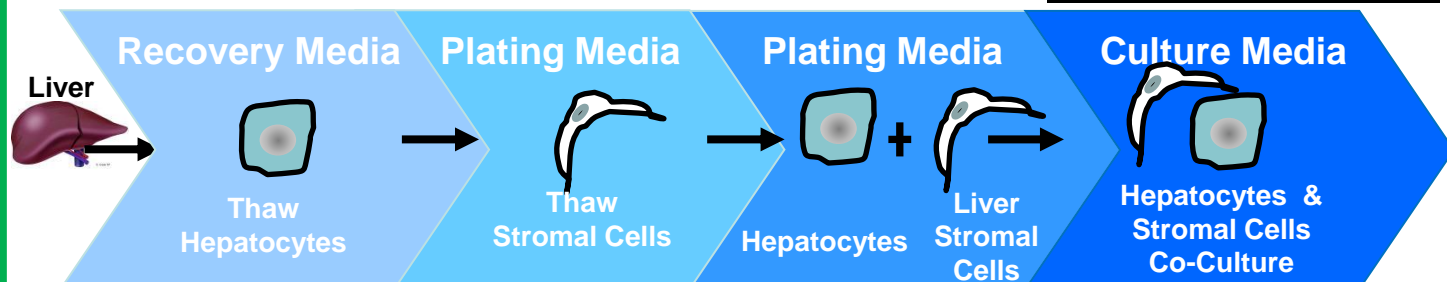 Recovery Media
Plating Media
Plating Media
Culture Media
Liver
+
Thaw
Hepatocytes
Thaw
Stromal Cells
Hepatocytes
Liver
Stromal
Cells
Hepatocytes &
Stromal Cells
Co-Culture